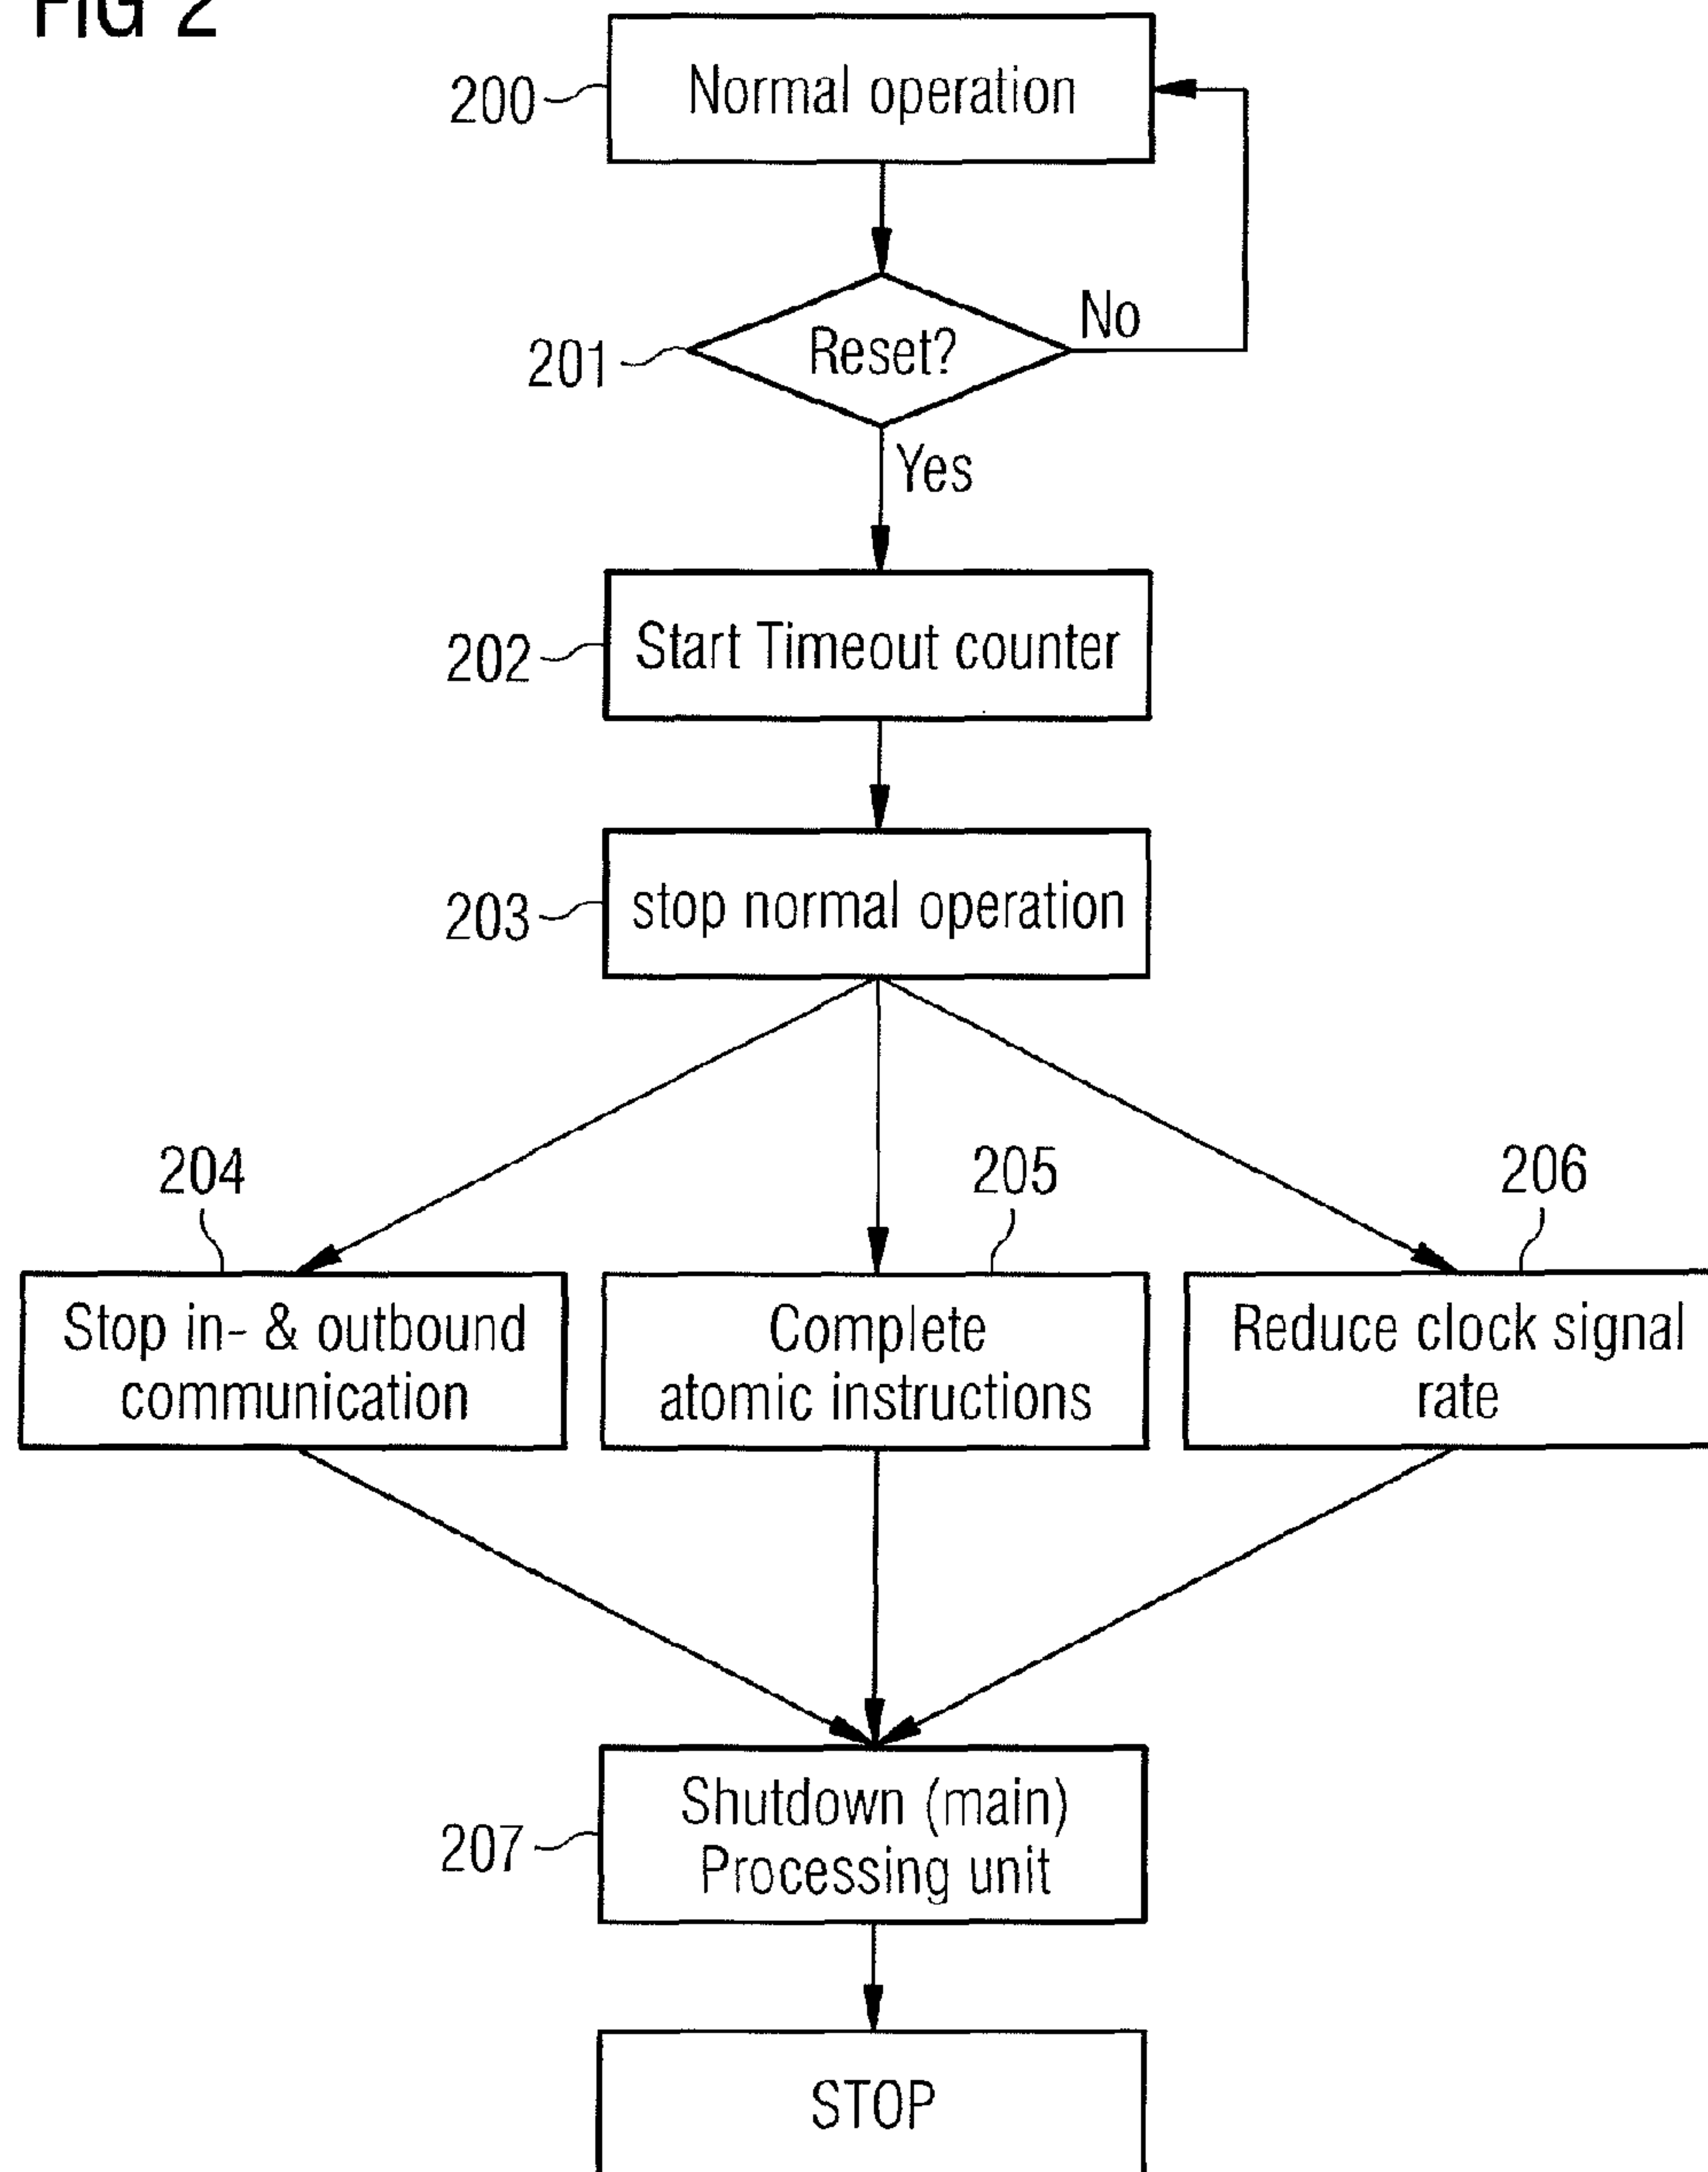 FIG 2
200
Normal operation
201
Reset?
No
Yes
202
Start Timeout counter
203
stop normal operation
204
205
206
Stop in- & outbound
communication
Complete
atomic instructions
Reduce clock signal
rate
207
Shutdown (main)
Processing unit
STOP